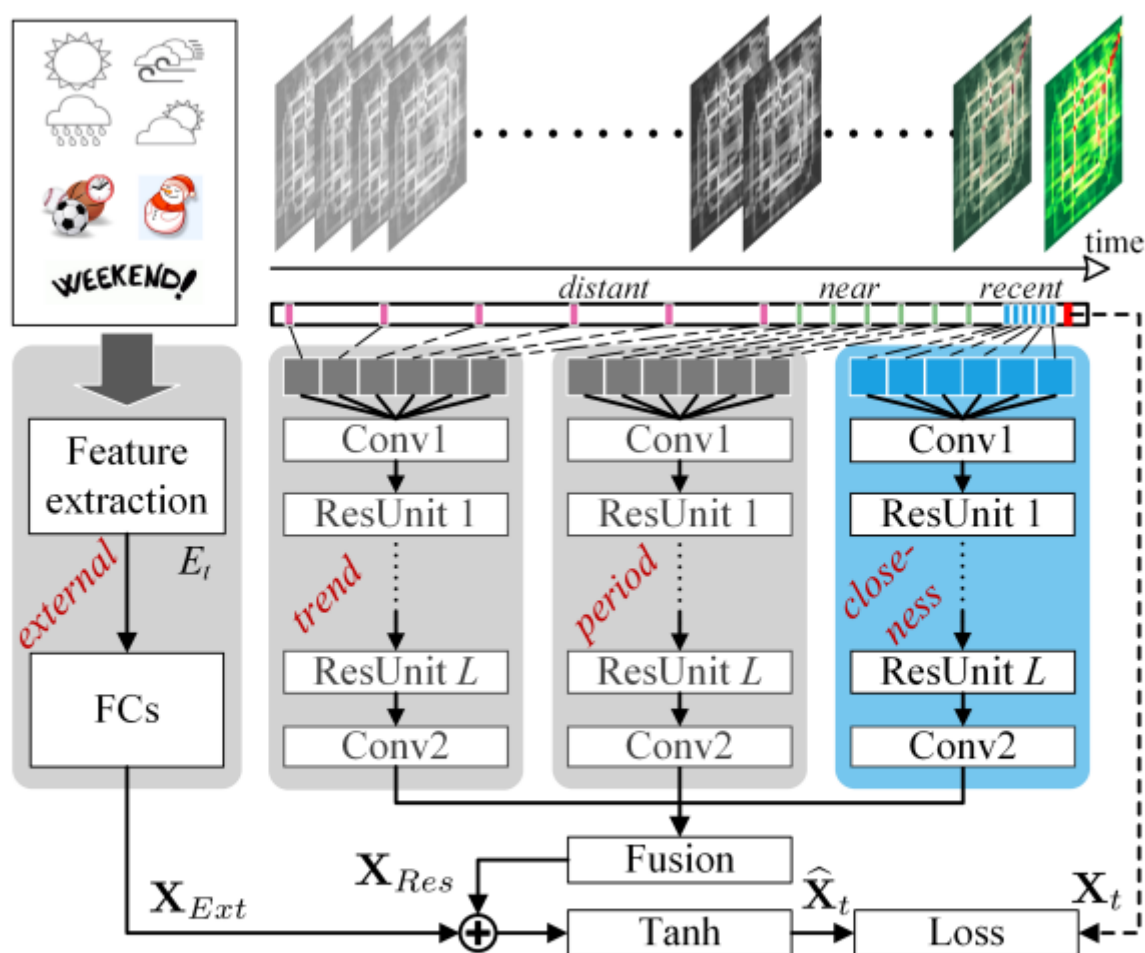 WEEKEND!
time
distant near recent
Feature extraction
E_t
external
FCs
Conv1
ResUnit 1
trend
ResUnit L
Conv2
Conv1
ResUnit 1
period
ResUnit L
Conv2
Conv1
ResUnit 1
close-
ness
ResUnit L
Conv2
Fusion
X_Res
X_Ext
Tanh
X̂_t
Loss
X_t